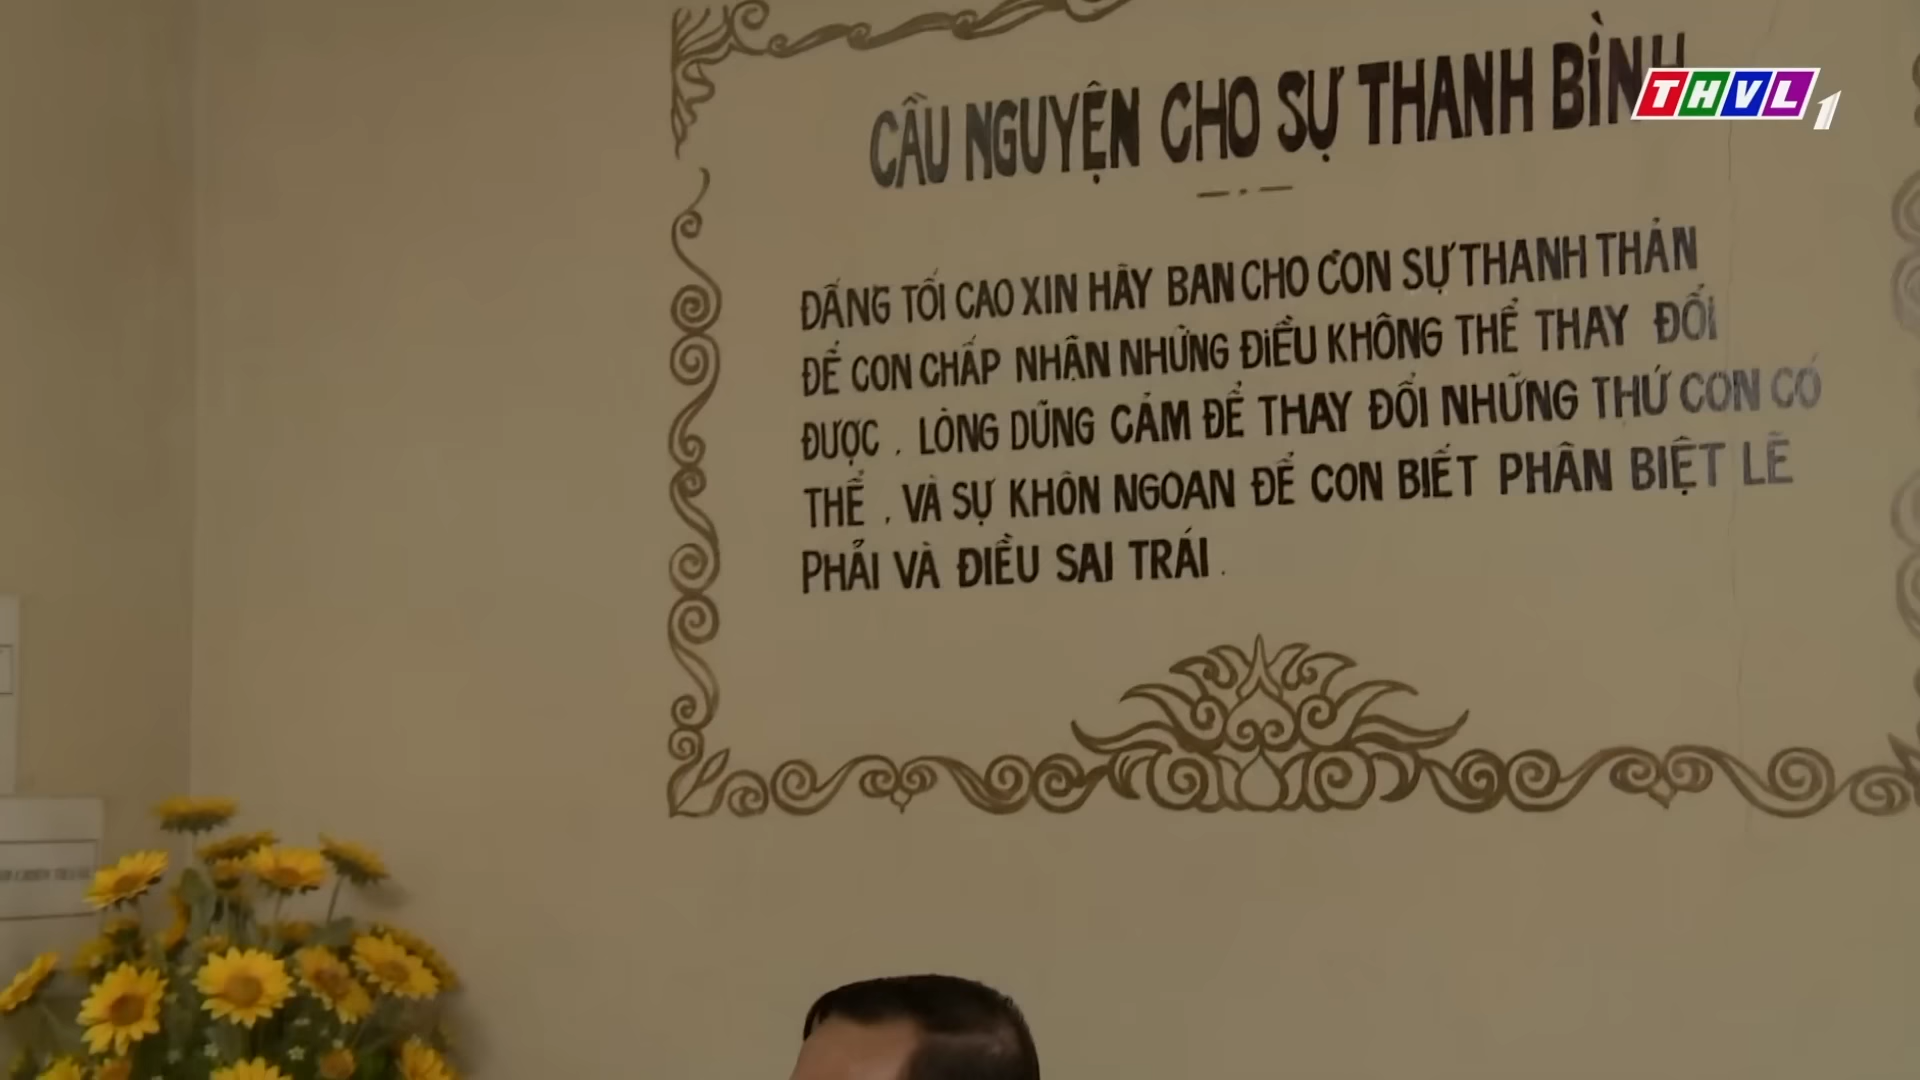 THVL1
CẦU NGUYỆN CHO SỰ THANH BÌNH
ĐẤNG TỐI CAO XIN HÃY BAN CHO CON SỰ THANH THẢN
ĐỂ CON CHẤP NHẬN NHỮNG ĐIỀU KHÔNG THỂ THAY ĐỔI
ĐƯỢC , LÒNG DŨNG CẢM ĐỂ THAY ĐỔI NHỮNG THỨ CON CÓ
THỂ , VÀ SỰ KHÔN NGOAN ĐỂ CON BIẾT PHÂN BIỆT LẼ
PHẢI VÀ ĐIỀU SAI TRÁI .